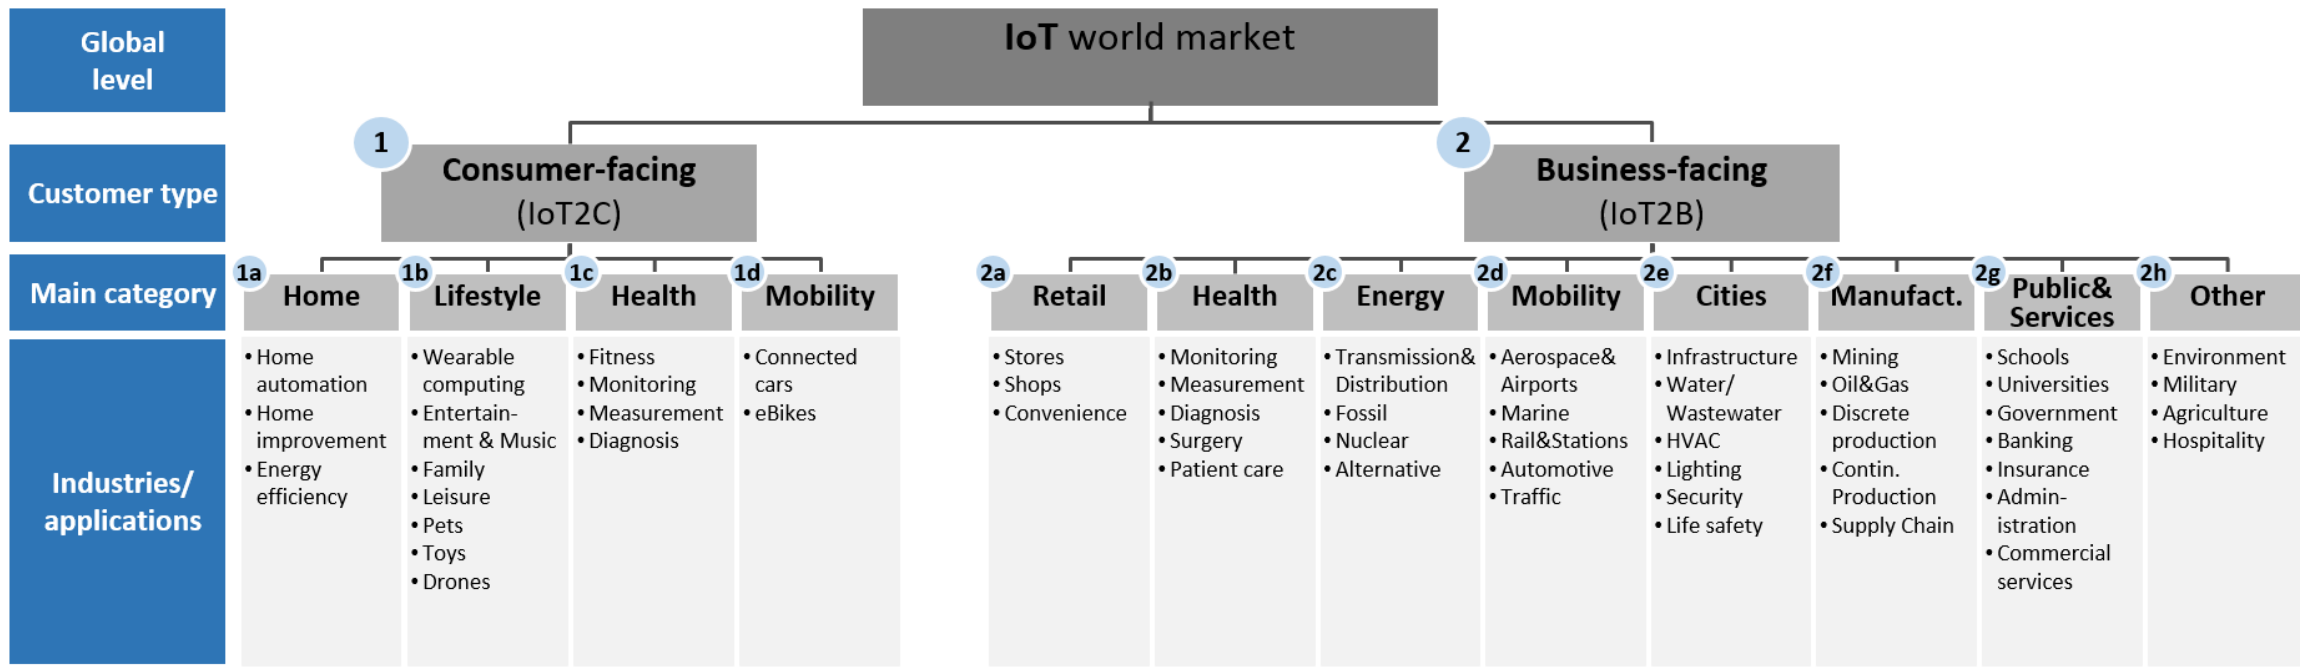 Global
level
IoT world market
Customer type
1
Consumer-facing
(IoT2C)
2
Business-facing
(IoT2B)
Main category
1a
Home
1b
Lifestyle
1c
Health
1d
Mobility
2a
Retail
2b
Health
2c
Energy
2d
Mobility
2e
Cities
2f
Manufact.
2g
Public&
Services
2h
Other
Industries/
applications
• Home
automation
• Home
improvement
• Energy
efficiency
• Wearable
computing
• Entertain-
ment & Music
• Family
• Leisure
• Pets
• Toys
• Drones
• Fitness
• Monitoring
• Measurement
• Diagnosis
• Connected
cars
• eBikes
• Stores
• Shops
• Convenience
• Monitoring
• Measurement
• Diagnosis
• Surgery
• Patient care
• Transmission&
Distribution
• Fossil
• Nuclear
• Alternative
• Aerospace&
Airports
• Marine
• Rail&Stations
• Automotive
• Traffic
• Infrastructure
• Water/
Wastewater
• HVAC
• Lighting
• Security
• Life safety
• Mining
• Oil&Gas
• Discrete
production
• Contin.
Production
• Supply Chain
• Schools
• Universities
• Government
• Banking
• Insurance
• Admin-
istration
• Commercial
services
• Environment
• Military
• Agriculture
• Hospitality